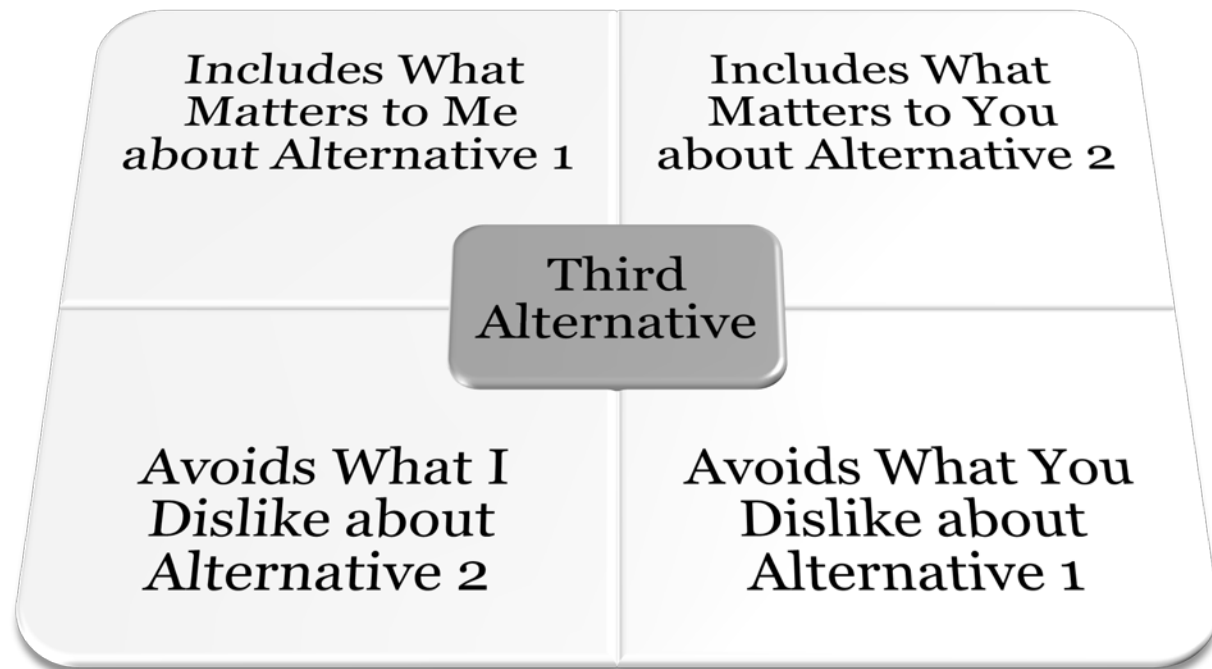 Includes What
Matters to Me
about Alternative 1
Includes What
Matters to You
about Alternative 2
Third
Alternative
Avoids What I
Dislike about
Alternative 2
Avoids What You
Dislike about
Alternative 1